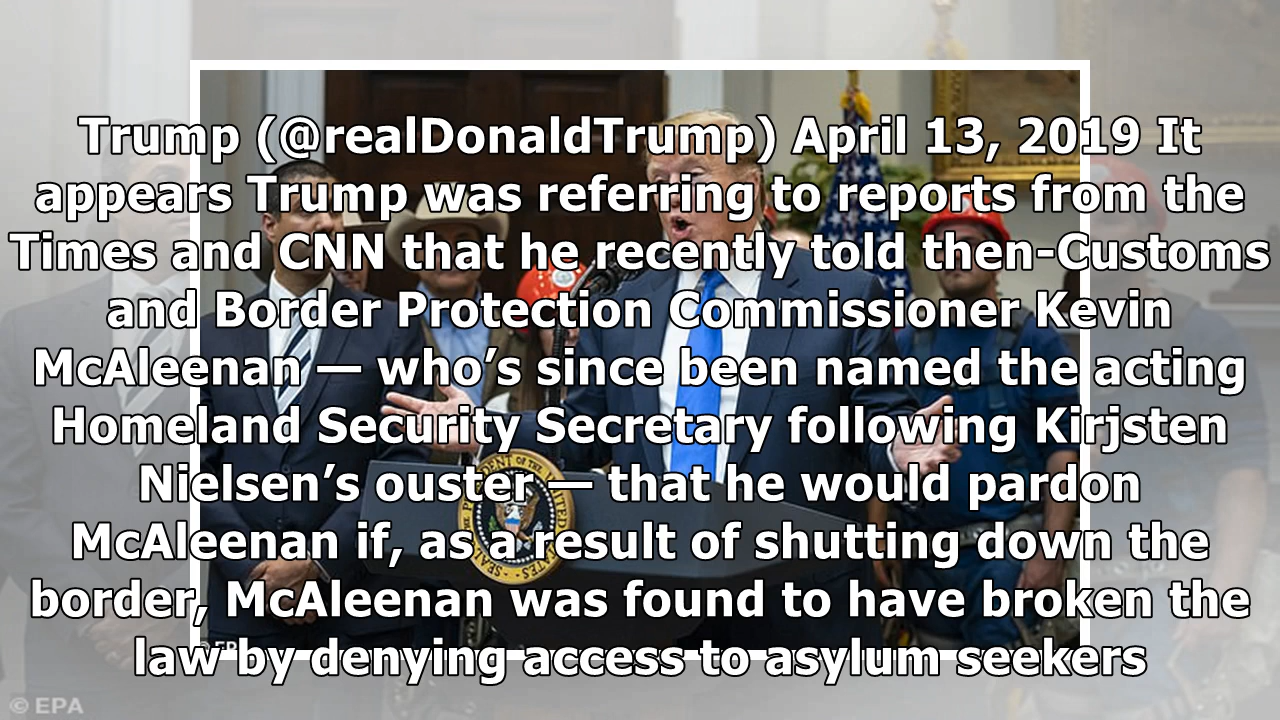 Trump (@realDonaldTrump) April 13, 2019 It
appears Trump was referring to reports from the
Times and CNN that he recently told then-Customs
and Border Protection Commissioner Kevin
McAleenan — who’s since been named the acting
Homeland Security Secretary following Kirjsten
Nielsen’s ouster — that he would pardon
McAleenan if, as a result of shutting down the
border, McAleenan was found to have broken the
law by denying access to asylum seekers
© EPA